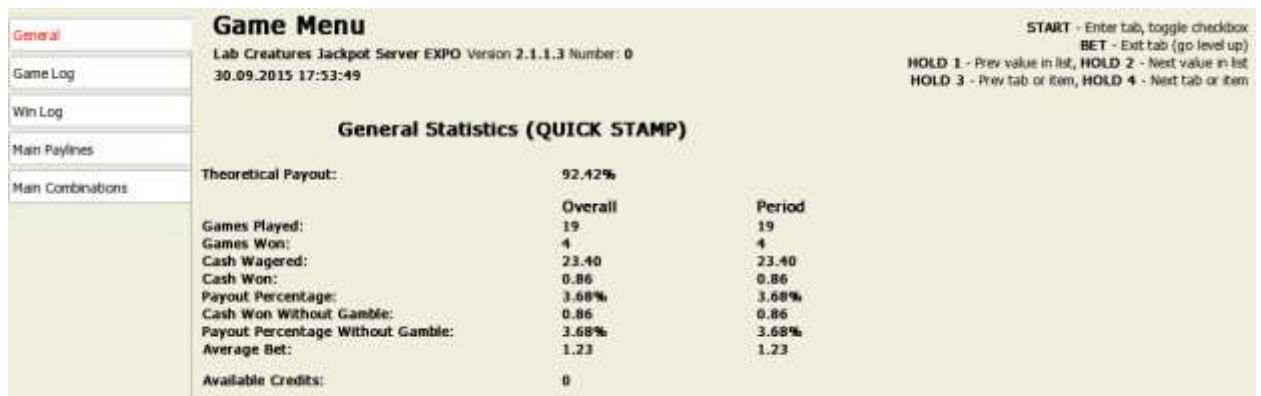 General
Game Log
Win Log
Main Paylines
Main Combinations
Game Menu
Lab Creatures Jackpot Server EXPO Version 2.1.1.3 Number: 0
30.09.2015 17:53:49
START - Enter tab, toggle checkbox
BET - Exit tab (go level up)
HOLD 1 - Prev value in list, HOLD 2 - Next value in list
HOLD 3 - Prev tab or item, HOLD 4 - Next tab or item
General Statistics (QUICK STAMP)
Theoretical Payout: 92.42%
Overall Period
Games Played: 19 19
Games Won: 4 4
Cash Wagered: 23.40 23.40
Cash Won: 0.86 0.86
Payout Percentage: 3.68% 3.68%
Cash Won Without Gamble: 0.86 0.86
Payout Percentage Without Gamble: 3.68% 3.68%
Average Bet: 1.23 1.23
Available Credits: 0